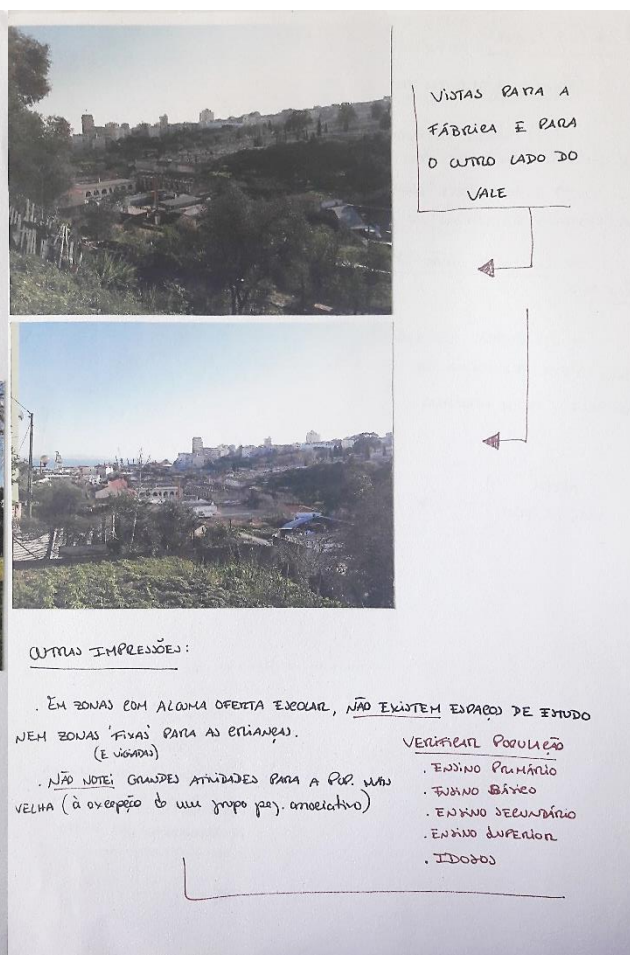 VISTAS PARA A
FÁBRICA E PARA
O OUTRO LADO DO
VALE
OUTRAS IMPRESSÕES:
. EM ZONAS COM ALGUMA OFERTA ESCOLAR, NÃO EXISTEM ESPAÇOS DE ESTUDO
NEM ZONAS 'FIXAS' PARA AS CRIANÇAS.
(E VIGIADAS)
. NÃO NOTEI GRANDES ATIVIDADES PARA A POP. MAIS
VELHA (à excepção de um grupo peq. associativo)
VERIFICAR POPULAÇÃO
. ENSINO PRIMÁRIO
. ENSINO BÁSICO
. ENSINO SECUNDÁRIO
. ENSINO SUPERIOR
. IDOSOS